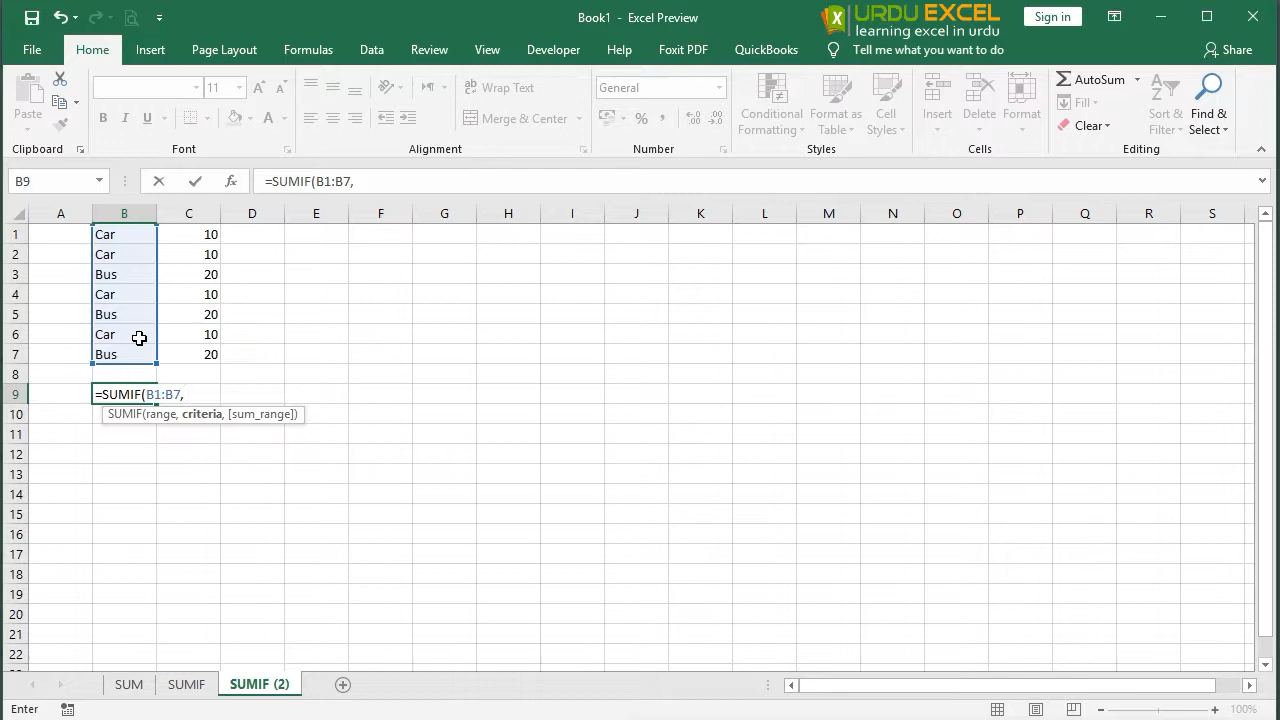 Book1 - Excel Preview
URDU EXCEL
learning excel in urdu
Sign in
File Home Insert Page Layout Formulas Data Review View Developer Help Foxit PDF QuickBooks Tell me what you want to do Share
Paste
11
Wrap Text
Merge & Center
General
Conditional Formatting
Format as Table
Cell Styles
Insert
Delete
Format
AutoSum
Fill
Clear
Sort & Filter
Find & Select
Clipboard Font Alignment Number Styles Cells Editing
B9 fx =SUMIF(B1:B7,
A B C D E F G H I J K L M N O P Q R S
1 Car 10
2 Car 10
3 Bus 20
4 Car 10
5 Bus 20
6 Car 10
7 Bus 20
8
9 =SUMIF(B1:B7,
10 SUMIF(range, criteria, [sum_range])
11
12
13
14
15
16
17
18
19
20
21
22
SUM SUMIF SUMIF (2)
Enter 100%